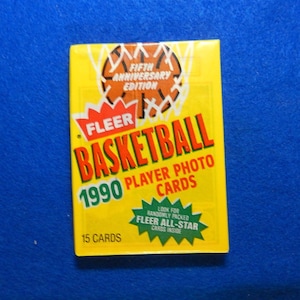 FIFTH
ANNIVERSARY
EDITION
FLEER
BASKETBALL
1990 PLAYER PHOTO
CARDS
LOOK FOR
RANDOMLY PACKED
FLEER ALL-STAR
CARDS INSIDE
15 CARDS